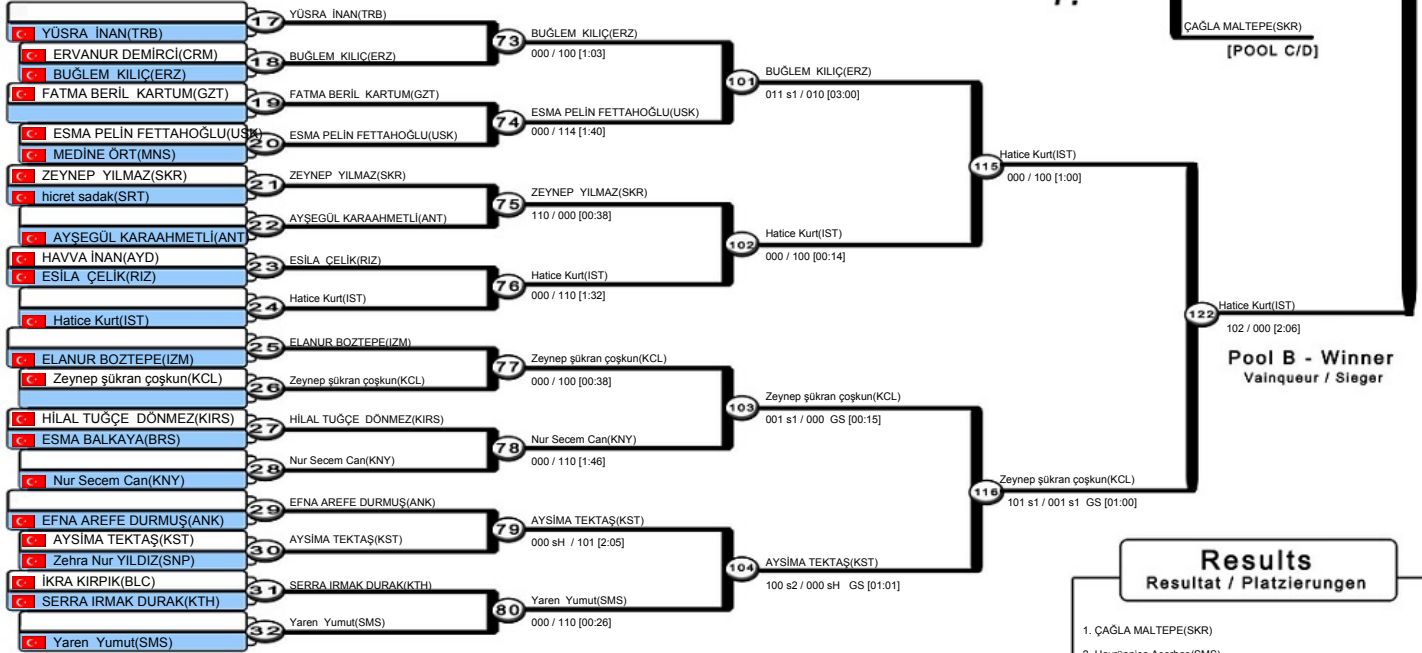 YÜSRA İNAN(TRB)
ERVANUR DEMİRCİ(CRM)
BUĞLEM KILIÇ(ERZ)
FATMA BERİL KARTUM(GZT)
ESMA PELİN FETTAHOĞLU(USK)
MEDİNE ÖRT(MNS)
ZEYNEP YILMAZ(SKR)
hicret sadak(SRT)
AYŞEGÜL KARAAHMETLİ(ANT)
HAVVA İNAN(AYD)
ESİLA ÇELİK(RIZ)
Hatice Kurt(IST)
ELANUR BOZTEPE(IZM)
Zeynep şükran çoşkun(KCL)
HİLAL TUĞÇE DÖNMEZ(KIRS)
ESMA BALKAYA(BRS)
Nur Secem Can(KNY)
EFNA AREFE DURMUŞ(ANK)
AYSİMA TEKTAŞ(KST)
Zehra Nur YILDIZ(SNP)
İKRA KIRPIK(BLC)
SERRA IRMAK DURAK(KTH)
Yaren Yumut(SMS)
17
YÜSRA İNAN(TRB)
18
BUĞLEM KILIÇ(ERZ)
19
FATMA BERİL KARTUM(GZT)
20
ESMA PELİN FETTAHOĞLU(USK)
21
ZEYNEP YILMAZ(SKR)
22
AYŞEGÜL KARAAHMETLİ(ANT)
23
ESİLA ÇELİK(RIZ)
24
Hatice Kurt(IST)
25
ELANUR BOZTEPE(IZM)
26
Zeynep şükran çoşkun(KCL)
27
HİLAL TUĞÇE DÖNMEZ(KIRS)
28
Nur Secem Can(KNY)
29
EFNA AREFE DURMUŞ(ANK)
30
AYSİMA TEKTAŞ(KST)
31
SERRA IRMAK DURAK(KTH)
32
Yaren Yumut(SMS)
73
BUĞLEM KILIÇ(ERZ)
000 / 100 [1:03]
74
ESMA PELİN FETTAHOĞLU(USK)
000 / 114 [1:40]
75
ZEYNEP YILMAZ(SKR)
110 / 000 [00:38]
76
Hatice Kurt(IST)
000 / 110 [1:32]
77
Zeynep şükran çoşkun(KCL)
000 / 100 [00:38]
78
Nur Secem Can(KNY)
000 / 110 [1:46]
79
AYSİMA TEKTAŞ(KST)
000 sH / 101 [2:05]
80
Yaren Yumut(SMS)
000 / 110 [00:26]
101
BUĞLEM KILIÇ(ERZ)
011 s1 / 010 [03:00]
102
Hatice Kurt(IST)
000 / 100 [00:14]
103
Zeynep şükran çoşkun(KCL)
001 s1 / 000 GS [00:15]
104
AYSİMA TEKTAŞ(KST)
100 s2 / 000 sH GS [01:01]
115
Hatice Kurt(IST)
000 / 100 [1:00]
116
Zeynep şükran çoşkun(KCL)
101 s1 / 001 s1 GS [01:00]
122
Hatice Kurt(IST)
102 / 000 [2:06]
Pool B - Winner
Vainqueur / Sieger
ÇAĞLA MALTEPE(SKR)
[POOL C/D]
Results
Resultat / Platzierungen
1. ÇAĞLA MALTEPE(SKR)